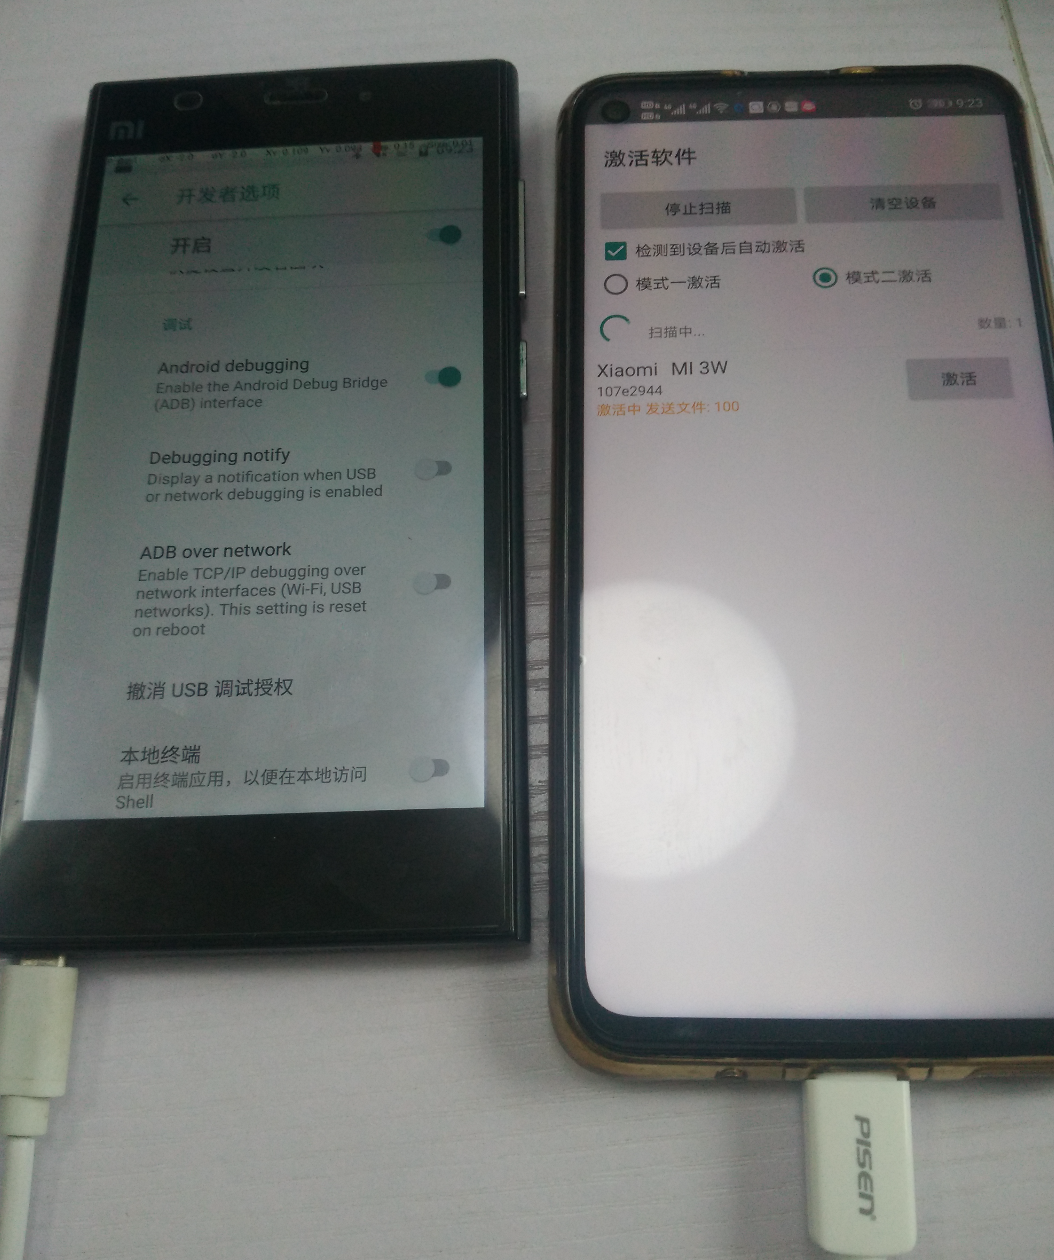 mi
09:23
开发者选项
开启
调试
Android debugging
Enable the Android Debug Bridge
(ADB) interface
Debugging notify
Display a notification when USB
or network debugging is enabled
ADB over network
Enable TCP/IP debugging over
network interfaces (Wi-Fi, USB
networks). This setting is reset
on reboot
撤消 USB 调试授权
本地终端
启用终端应用，以便在本地访问
Shell
9:23
激活软件
停止扫描 清空设备
检测到设备后自动激活
模式一激活 模式二激活
扫描中... 数量: 1
Xiaomi MI 3W
107e2944
激活中 发送文件: 100
激活
PISEN